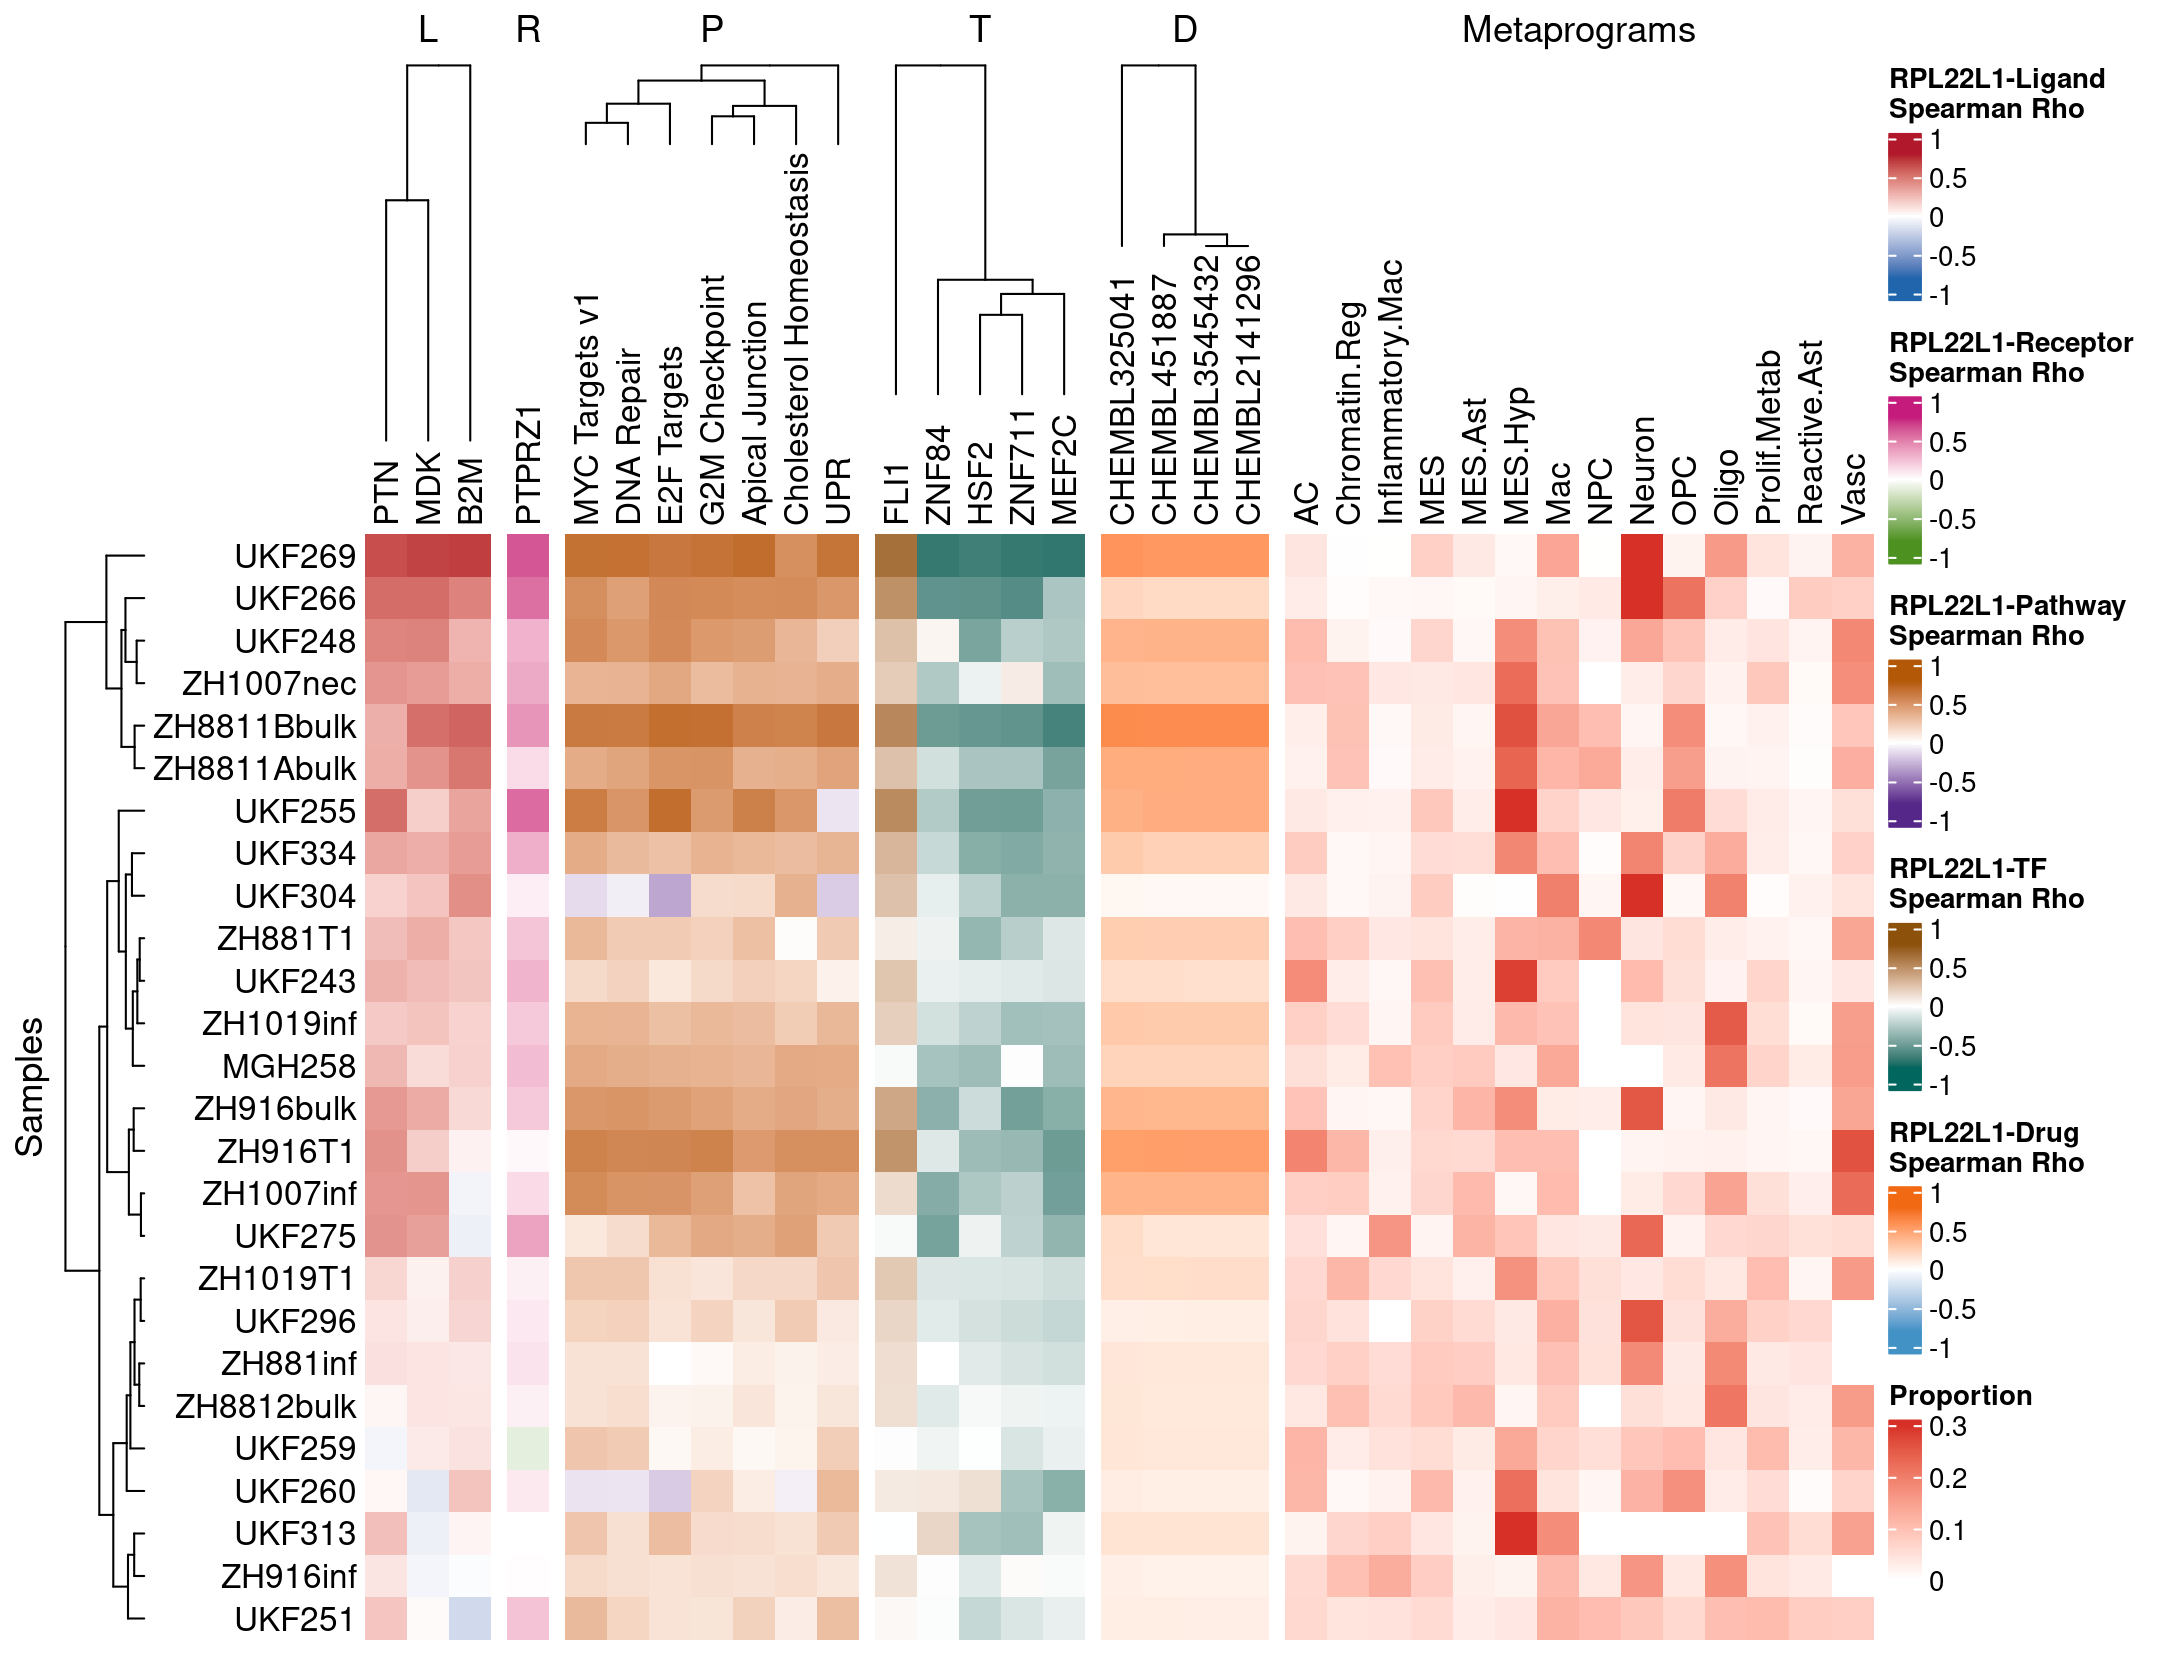 L R P T D Metaprograms
PTN
MDK
B2M
PTPRZ1
MYC Targets v1
DNA Repair
E2F Targets
G2M Checkpoint
Apical Junction
Cholesterol Homeostasis
UPR
FLI1
ZNF84
HSF2
ZNF711
MEF2C
CHEMBL325041
CHEMBL451887
CHEMBL3545432
CHEMBL2141296
AC
Chromatin.Reg
Inflammatory.Mac
MES
MES.Ast
MES.Hyp
Mac
NPC
Neuron
OPC
Oligo
Prolif.Metab
Reactive.Ast
Vasc
Samples
UKF269
UKF266
UKF248
ZH1007nec
ZH8811Bbulk
ZH8811Abulk
UKF255
UKF334
UKF304
ZH881T1
UKF243
ZH1019inf
MGH258
ZH916bulk
ZH916T1
ZH1007inf
UKF275
ZH1019T1
UKF296
ZH881inf
ZH8812bulk
UKF259
UKF260
UKF313
ZH916inf
UKF251
RPL22L1-Ligand
Spearman Rho
1
0.5
0
-0.5
-1
RPL22L1-Receptor
Spearman Rho
1
0.5
0
-0.5
-1
RPL22L1-Pathway
Spearman Rho
1
0.5
0
-0.5
-1
RPL22L1-TF
Spearman Rho
1
0.5
0
-0.5
-1
RPL22L1-Drug
Spearman Rho
1
0.5
0
-0.5
-1
Proportion
0.3
0.2
0.1
0